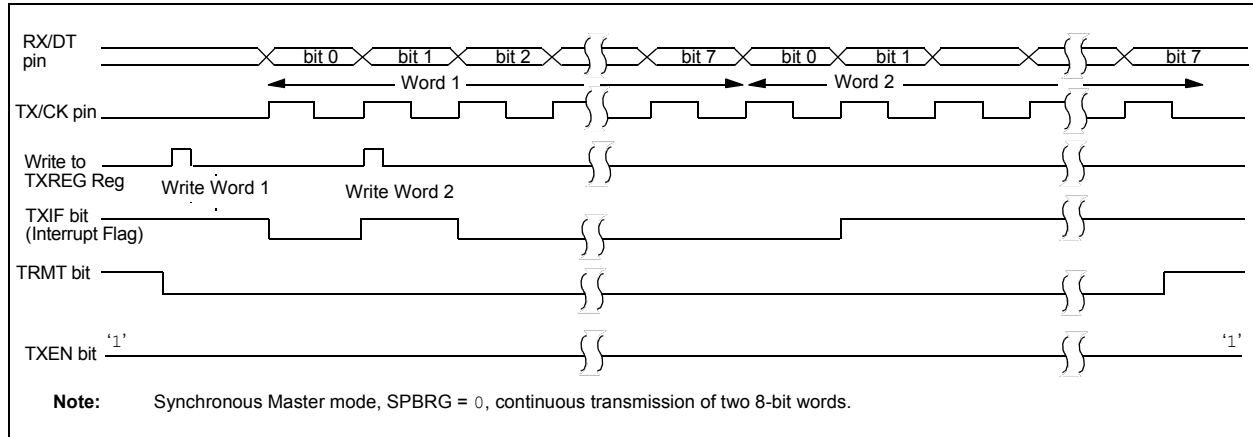 RX/DT
pin
bit 0 bit 1 bit 2 bit 7 bit 0 bit 1 bit 7
Word 1 Word 2
TX/CK pin
Write to
TXREG Reg
Write Word 1 Write Word 2
TXIF bit
(Interrupt Flag)
TRMT bit
‘1’ ‘1’
TXEN bit
Note: Synchronous Master mode, SPBRG = 0, continuous transmission of two 8-bit words.